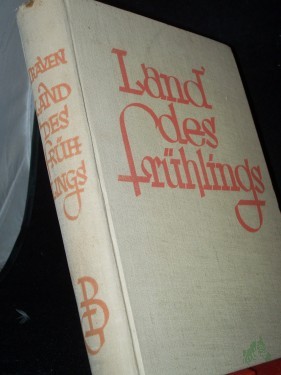 Land
des
frühlings
TRAVEN
LAND
DES
FRÜH
LINGS